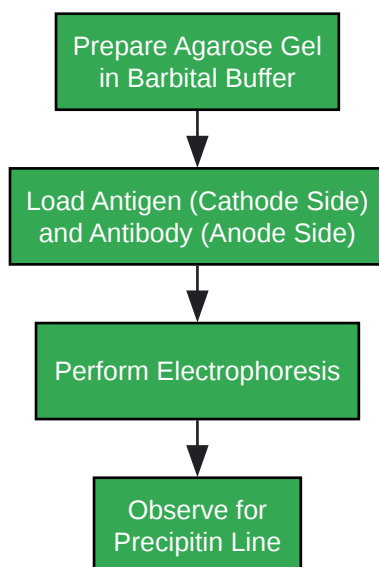 Prepare Agarose Gel
in Barbital Buffer
Load Antigen (Cathode Side)
and Antibody (Anode Side)
Perform Electrophoresis
Observe for
Precipitin Line